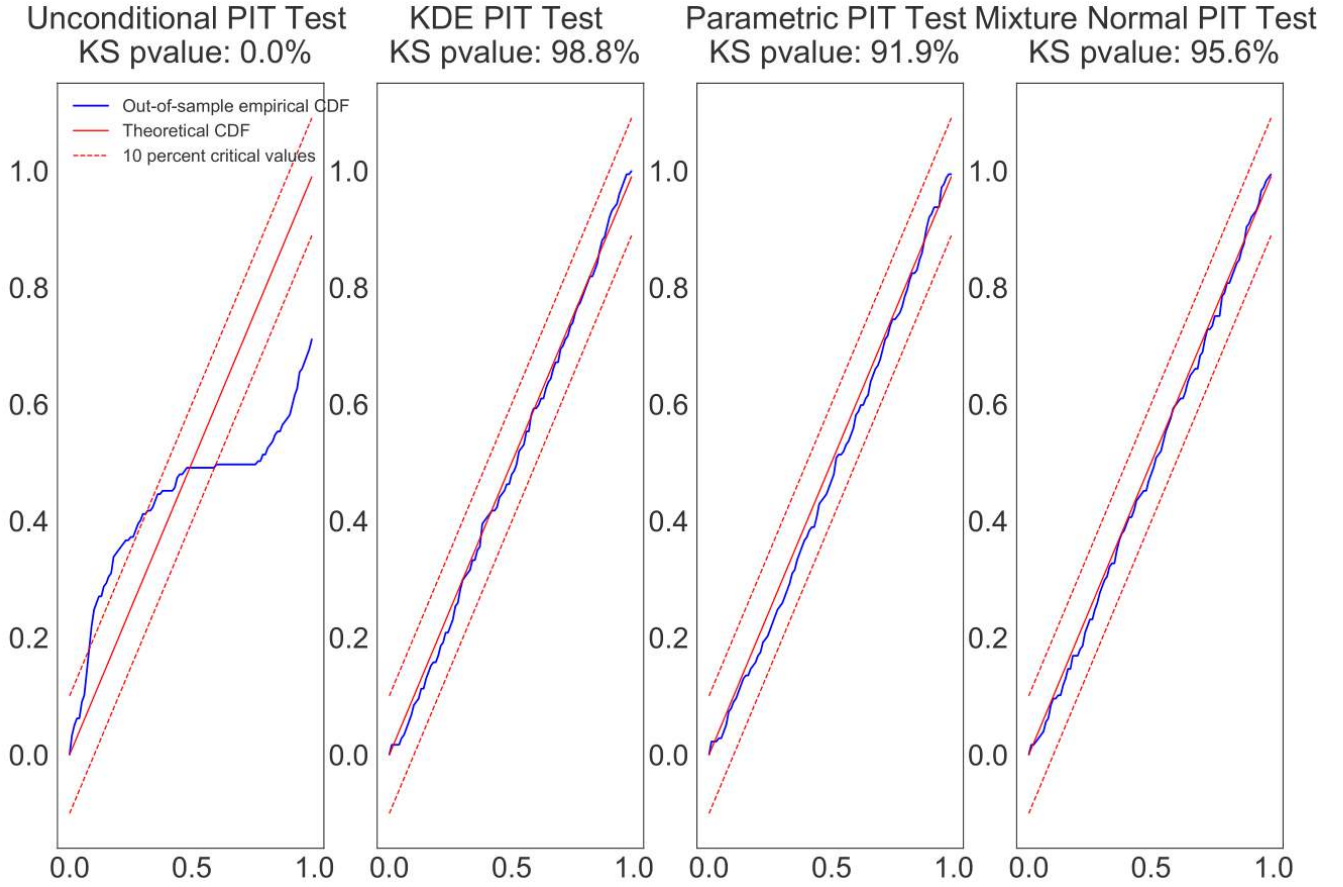 Unconditional PIT Test
KS pvalue: 0.0%
KDE PIT Test
KS pvalue: 98.8%
Parametric PIT Test
KS pvalue: 91.9%
Mixture Normal PIT Test
KS pvalue: 95.6%
Out-of-sample empirical CDF
Theoretical CDF
10 percent critical values
1.0
0.8
0.6
0.4
0.2
0.0
0.0 0.5 1.0
1.0
0.8
0.6
0.4
0.2
0.0
0.0 0.5 1.0
1.0
0.8
0.6
0.4
0.2
0.0
0.0 0.5 1.0
1.0
0.8
0.6
0.4
0.2
0.0
0.0 0.5 1.0